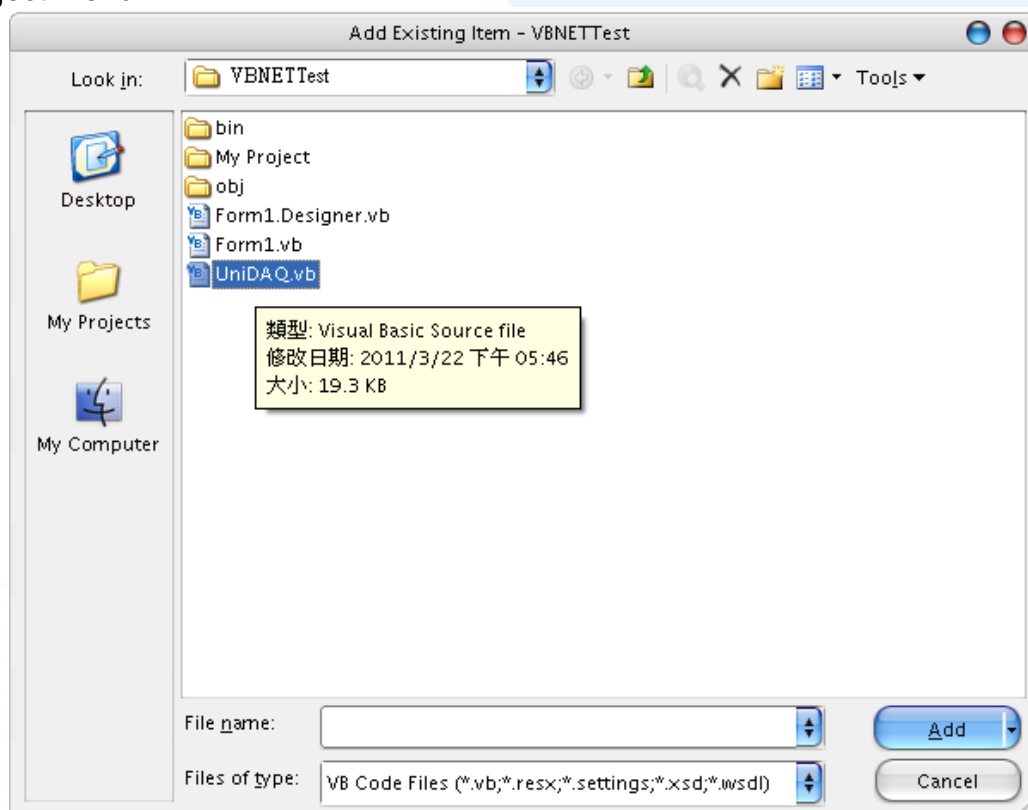 Add Existing Item - VBNETTest
Look in: VBNETTest Tools
bin
My Project
obj
Form1.Designer.vb
Form1.vb
UniDAQ.vb
Desktop
My Projects
My Computer
類型: Visual Basic Source file
修改日期: 2011/3/22 下午 05:46
大小: 19.3 KB
File name: Add
Files of type: VB Code Files (*.vb;*.resx;*.settings;*.xsd;*.wsdl) Cancel